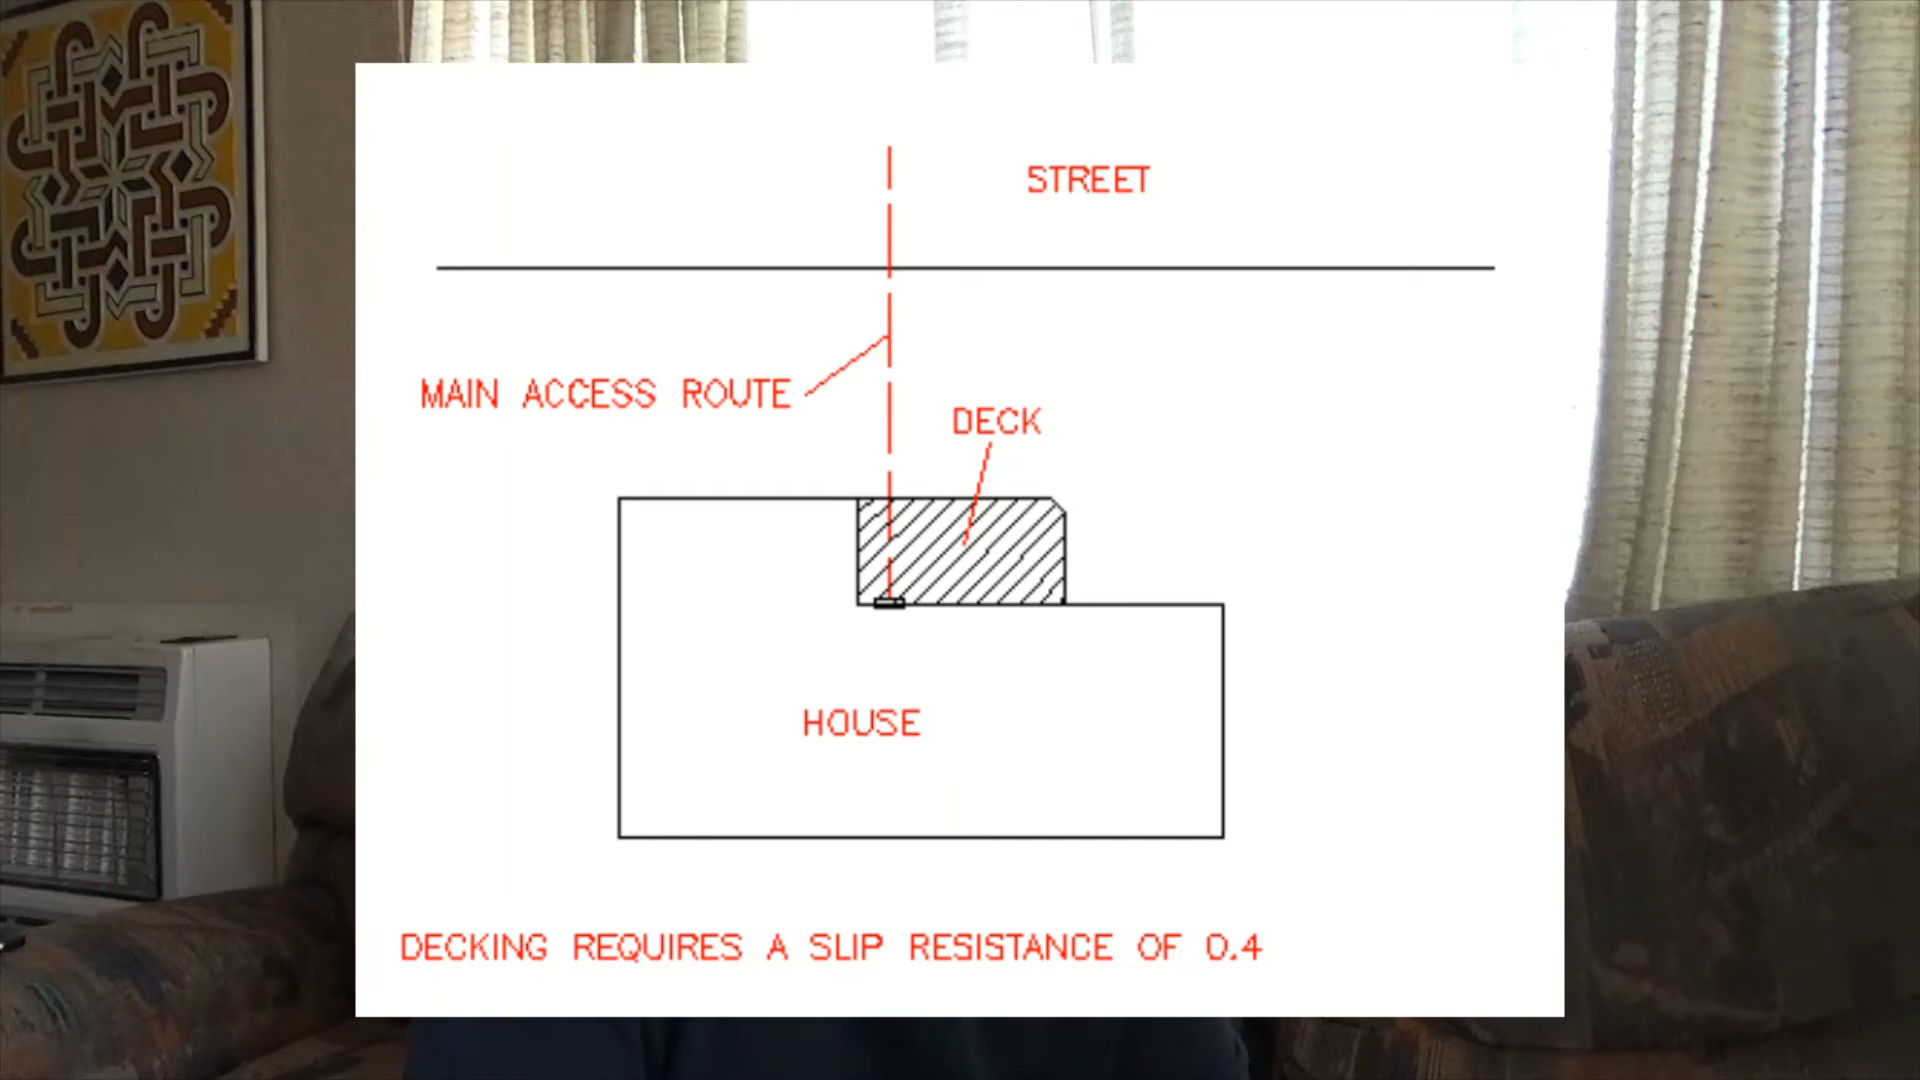 STREET
MAIN ACCESS ROUTE
DECK
HOUSE
DECKING REQUIRES A SLIP RESISTANCE OF 0.4